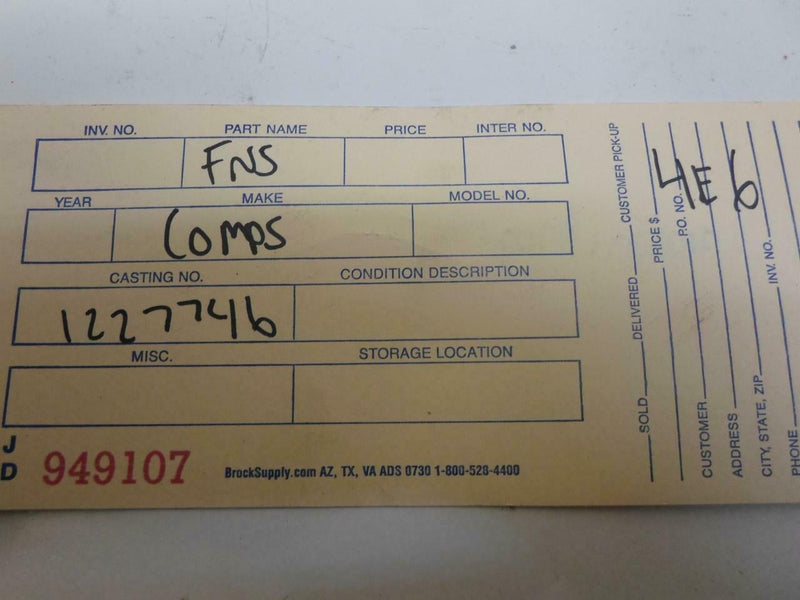 INV. NO. PART NAME PRICE INTER NO.
FNS
YEAR MAKE MODEL NO.
Comps
CASTING NO. CONDITION DESCRIPTION
1227746
MISC. STORAGE LOCATION
J
D
949107
BrockSupply.com AZ, TX, VA ADS 0730 1-800-528-4400
SOLD DELIVERED CUSTOMER PICK-UP
PRICE $
P.O. NO.
4E6
CUSTOMER
ADDRESS
CITY, STATE, ZIP INV. NO.
PHONE